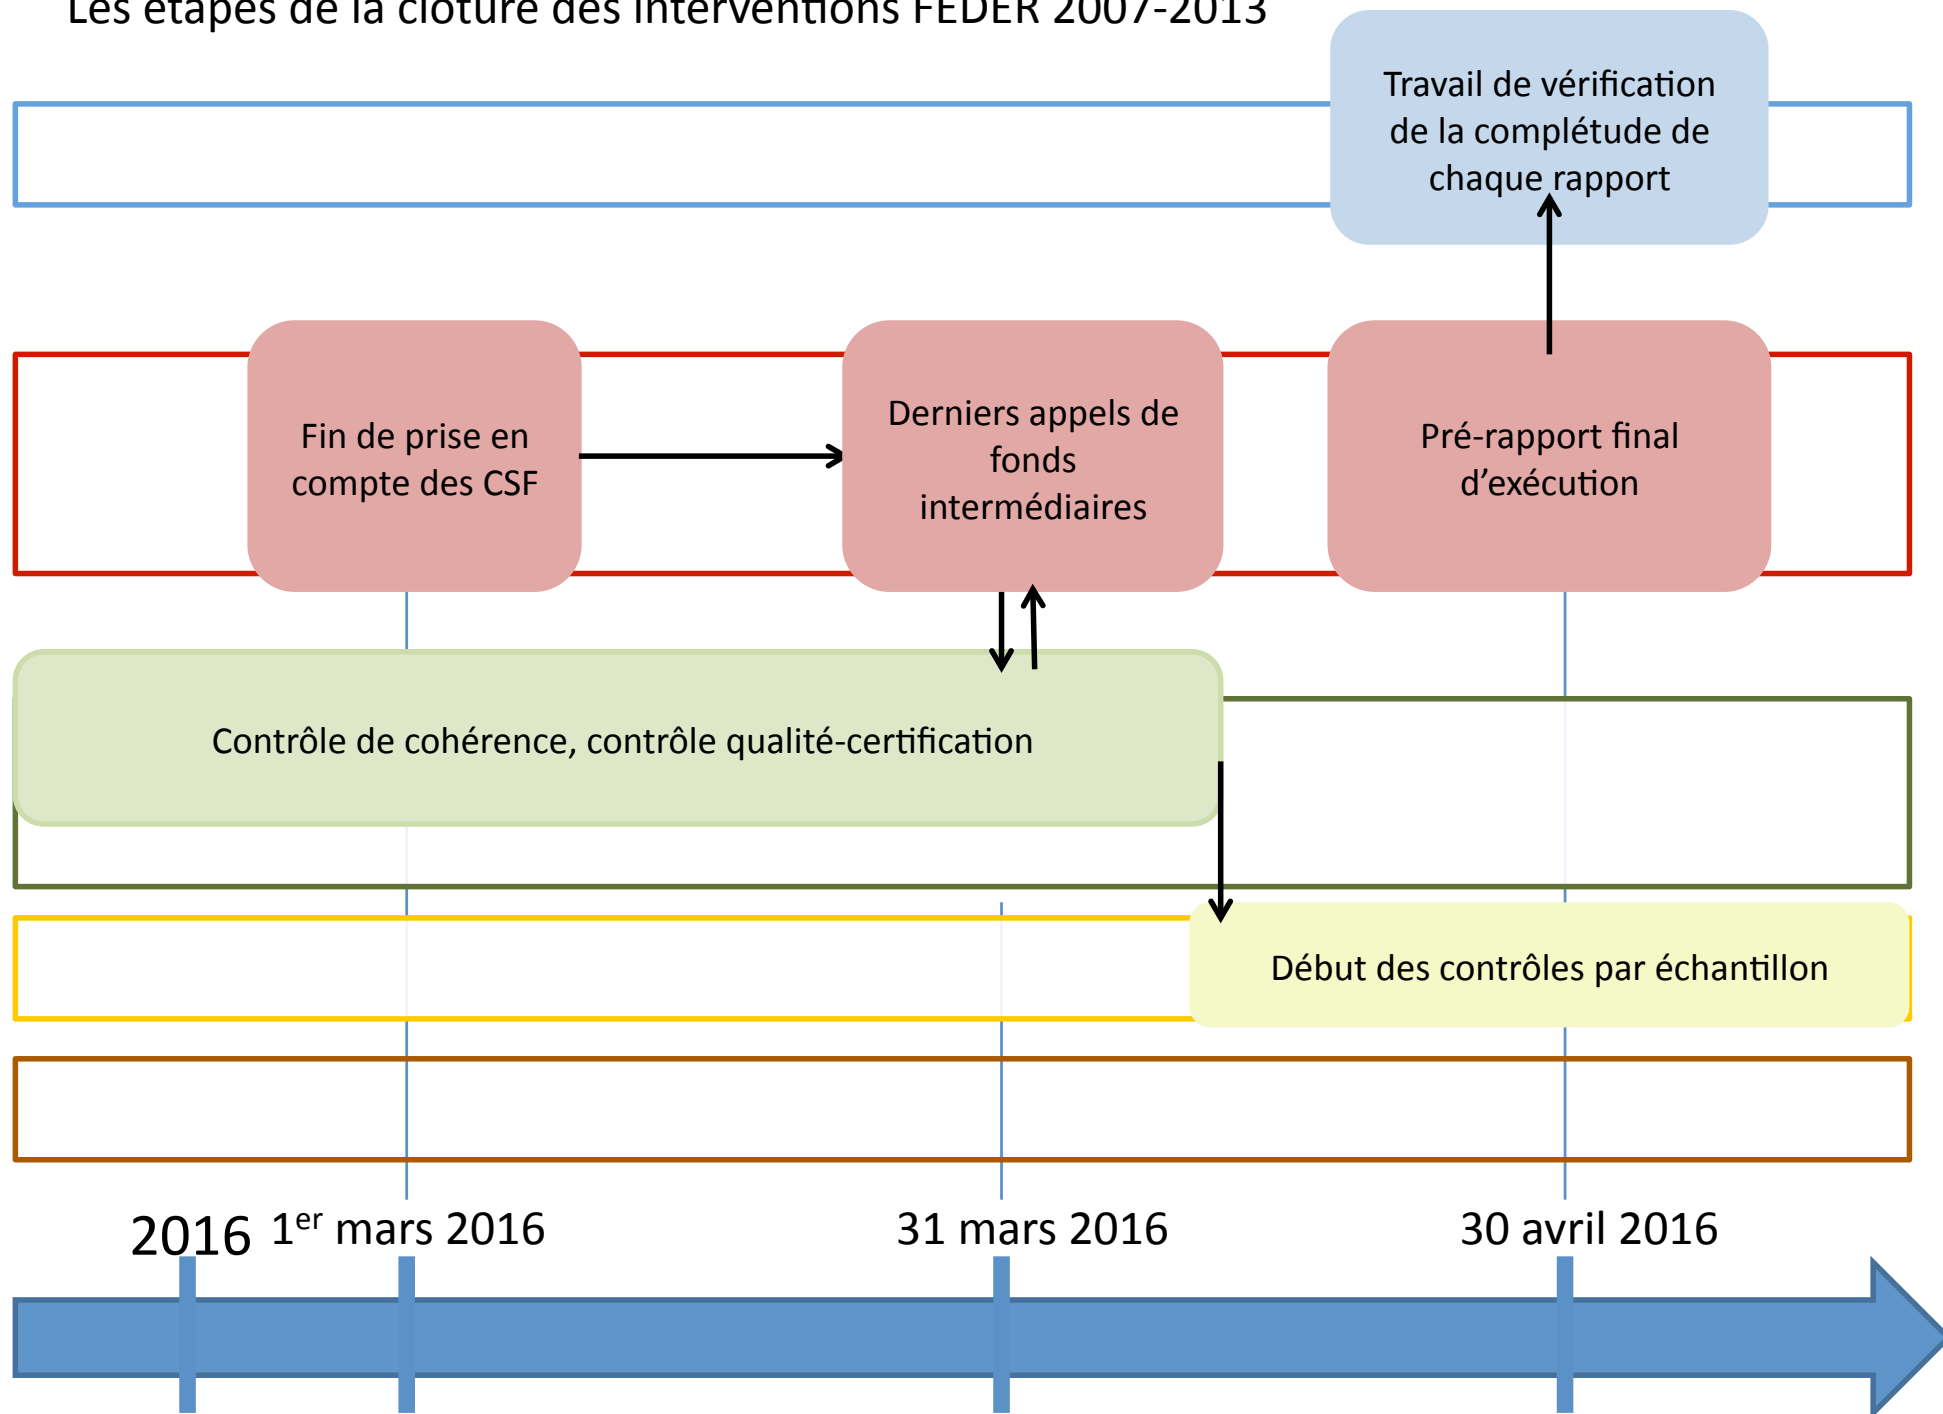 Les étapes de la clôture des interventions FEDER 2007-2013
Travail de vérification
de la complétude de
chaque rapport
Fin de prise en
compte des CSF
Derniers appels de
fonds
intermédiaires
Pré-rapport final
d’exécution
Contrôle de cohérence, contrôle qualité-certification
Début des contrôles par échantillon
2016
1er mars 2016
31 mars 2016
30 avril 2016